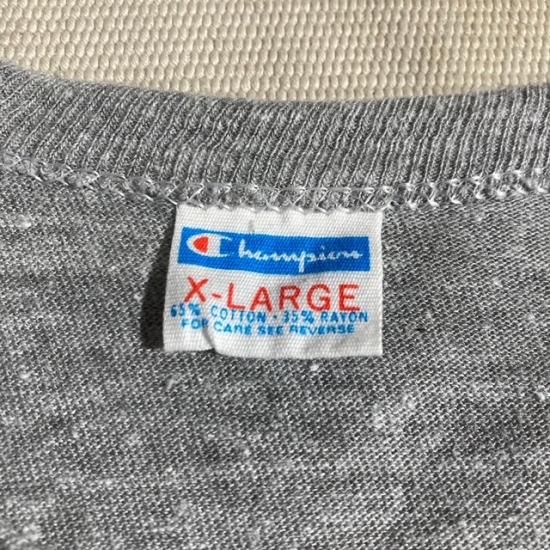 Champion
X-LARGE
65% COTTON · 35% RAYON
FOR CARE SEE REVERSE